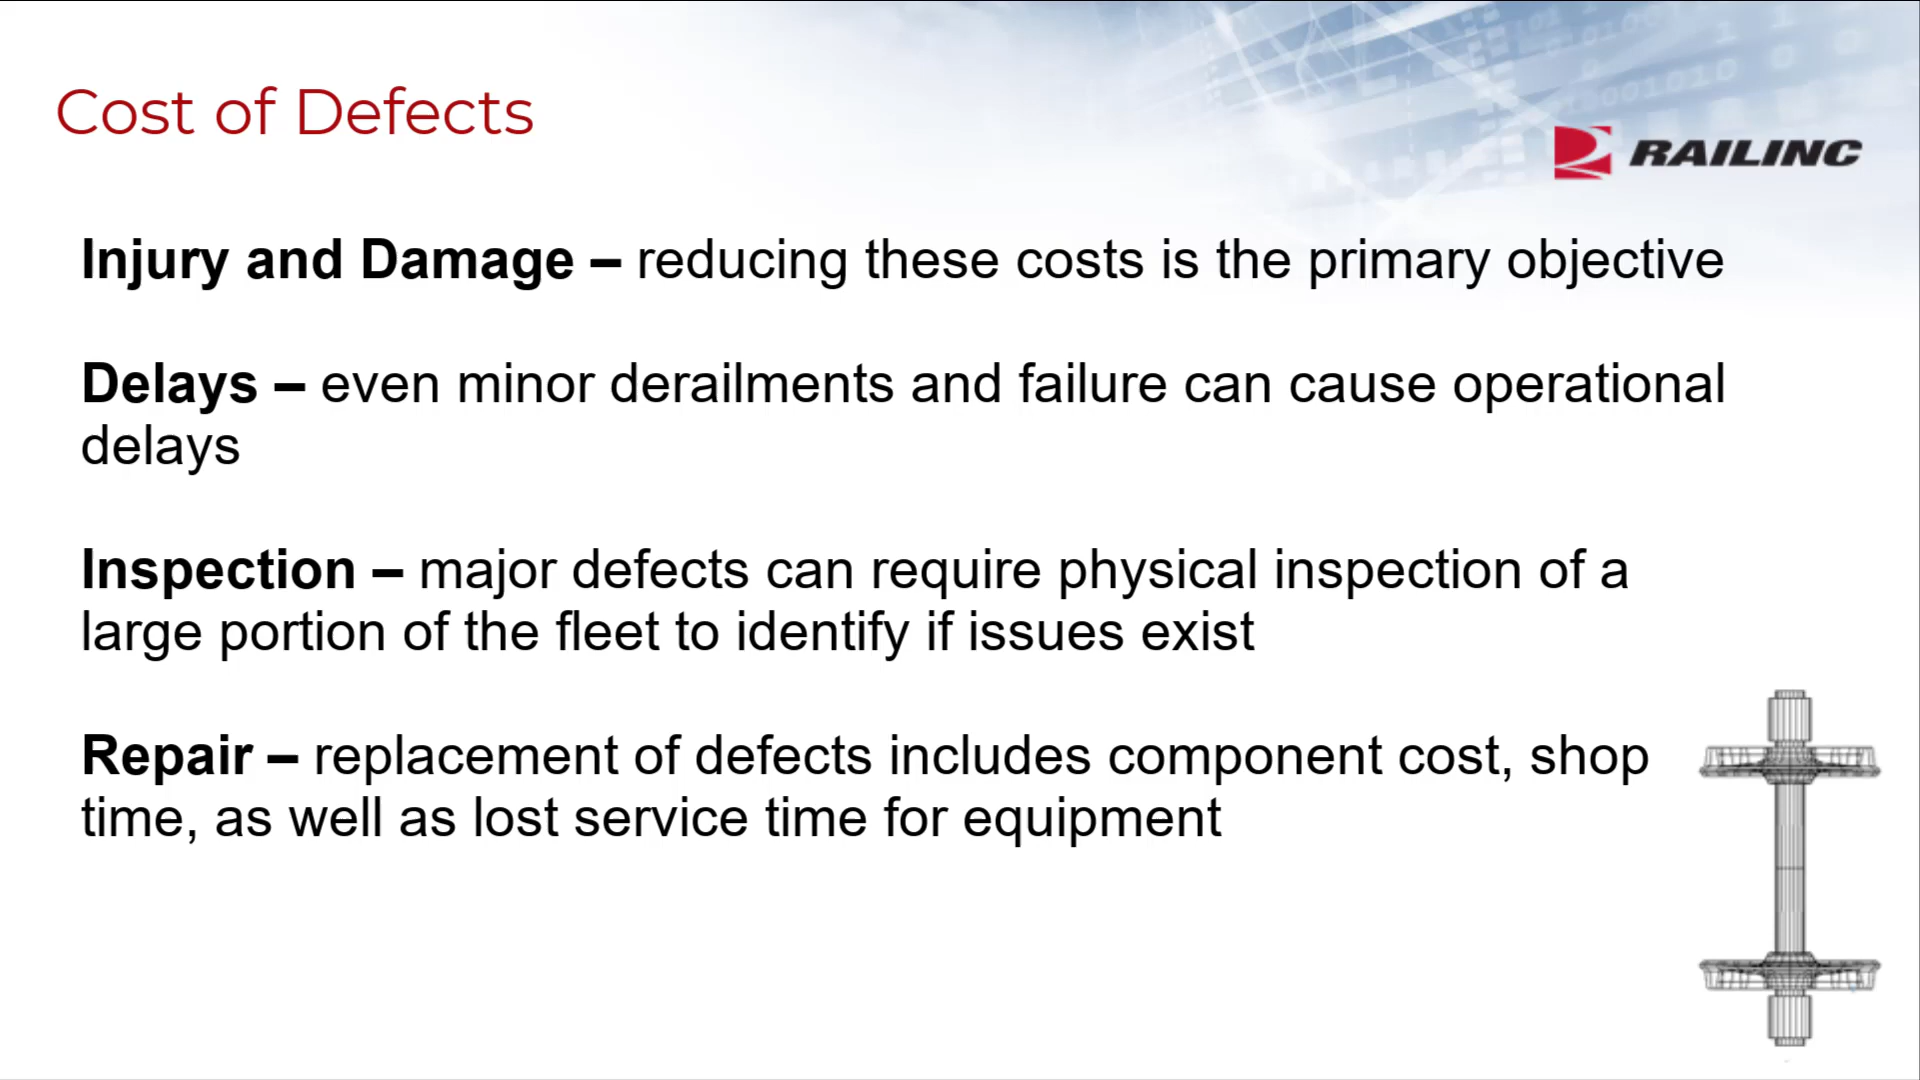 Cost of Defects
RAILINC
Injury and Damage – reducing these costs is the primary objective
Delays – even minor derailments and failure can cause operational
delays
Inspection – major defects can require physical inspection of a
large portion of the fleet to identify if issues exist
Repair – replacement of defects includes component cost, shop
time, as well as lost service time for equipment